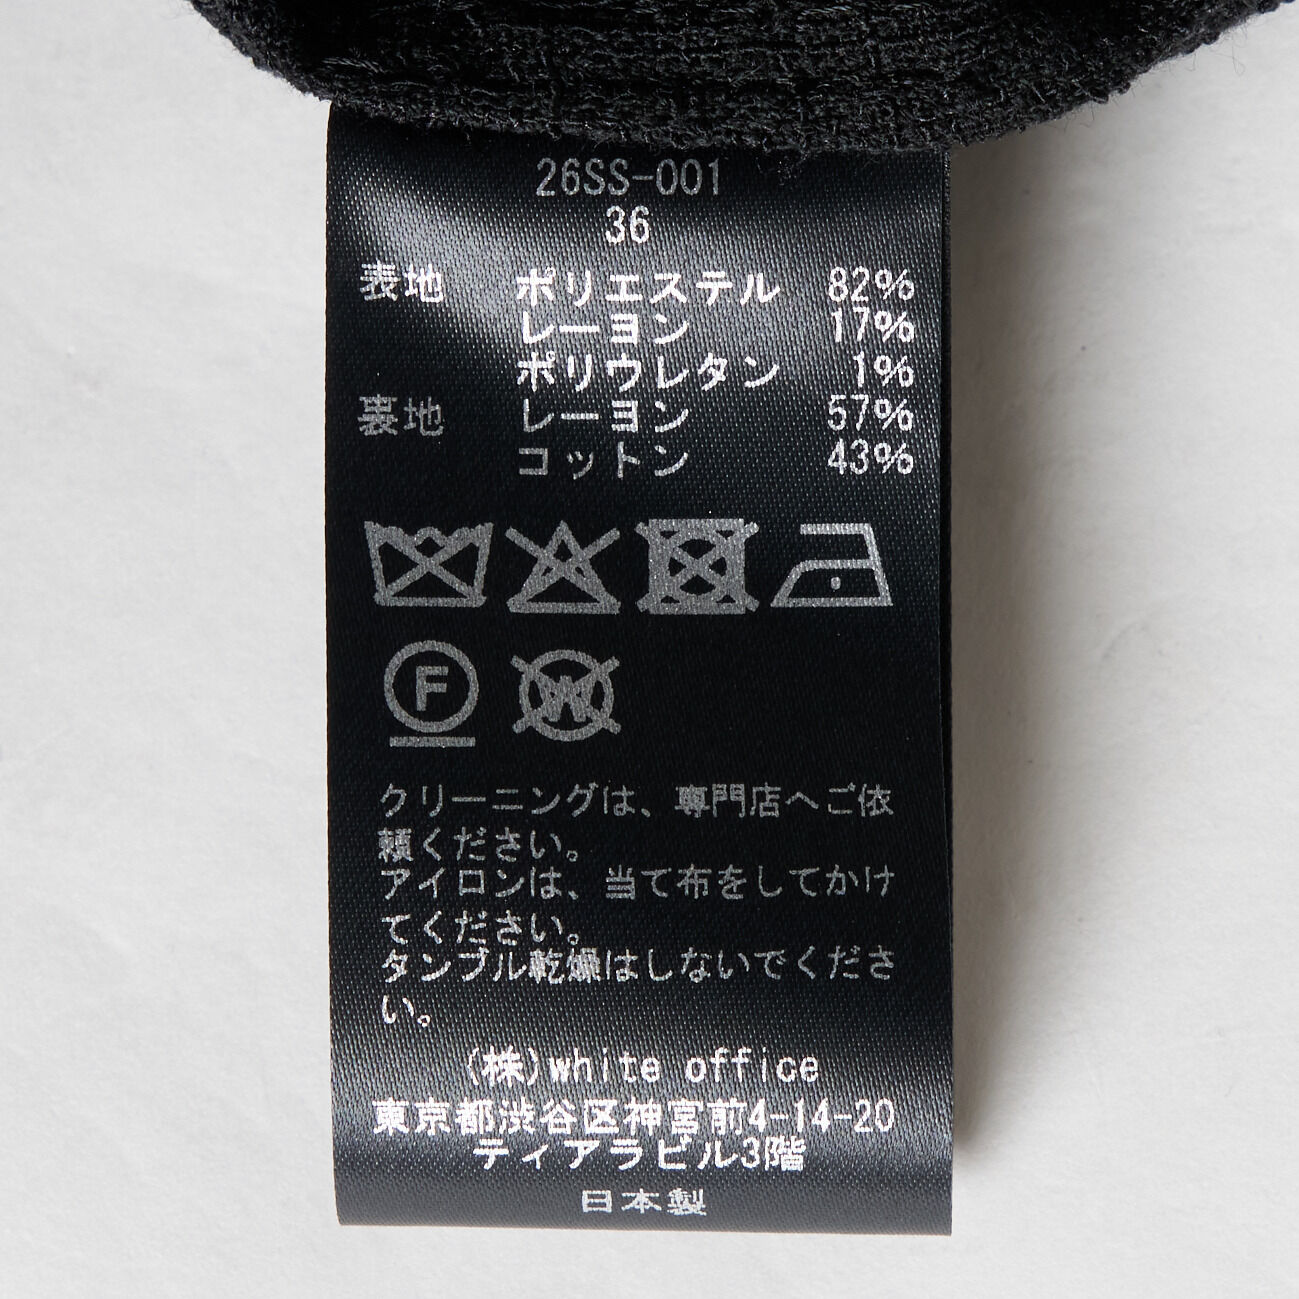 26SS-001
36
表地 ポリエステル 82%
レーヨン 17%
ポリウレタン 1%
裏地 レーヨン 57%
コットン 43%
F W
クリーニングは、専門店へご依
頼ください。
アイロンは、当て布をしてかけ
てください。
タンブル乾燥はしないでくださ
い。
(株)white office
東京都渋谷区神宮前4-14-20
ティアラビル3階
日本製